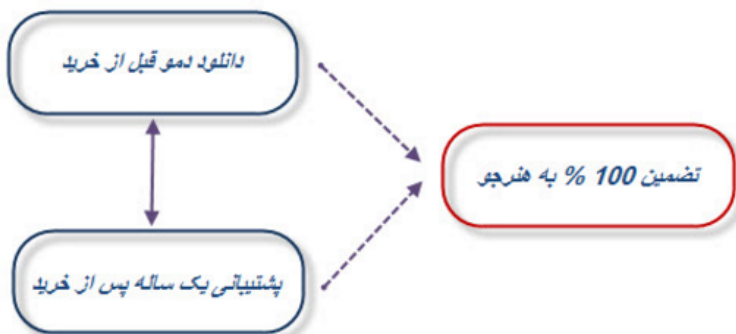 دانلود دمو قبل از خرید
تضمین 100 % به هنرجو
پشتیبانی یک ساله پس از خرید